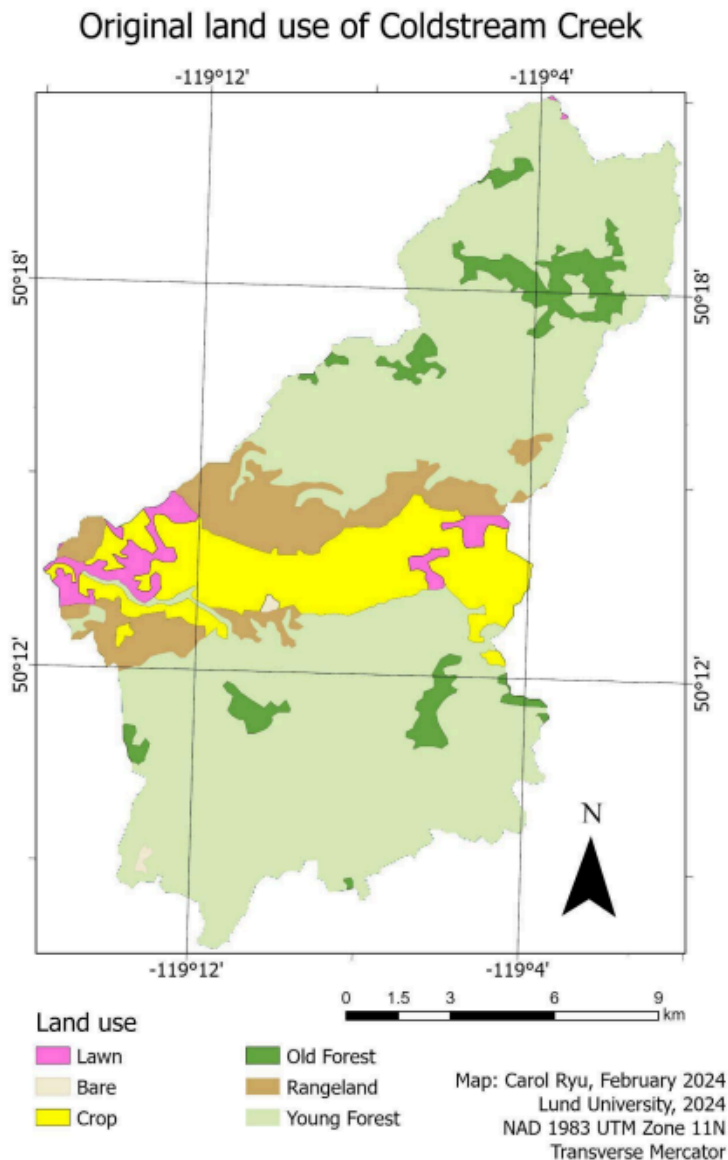 Original land use of Coldstream Creek
-119°12' -119°4'
50°18' 50°18'
50°12' 50°12'
N
-119°12' -119°4'
0 1.5 3 6 9
km
Land use
Lawn Old Forest
Bare Rangeland
Crop Young Forest
Map: Carol Ryu, February 2024
Lund University, 2024
NAD 1983 UTM Zone 11N
Transverse Mercator